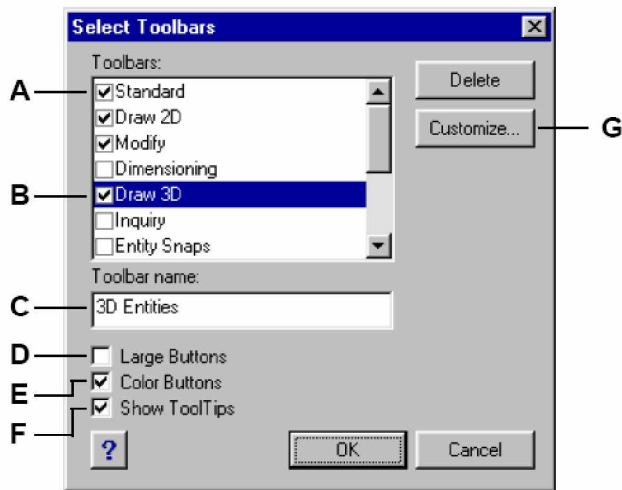 Select Toolbars
Toolbars:
A
Standard
Delete
Draw 2D
Modify
Customize...
G
Dimensioning
B
Draw 3D
Inquiry
Entity Snaps
Toolbar name:
C
3D Entities
D
Large Buttons
E
Color Buttons
F
Show ToolTips
?
OK
Cancel